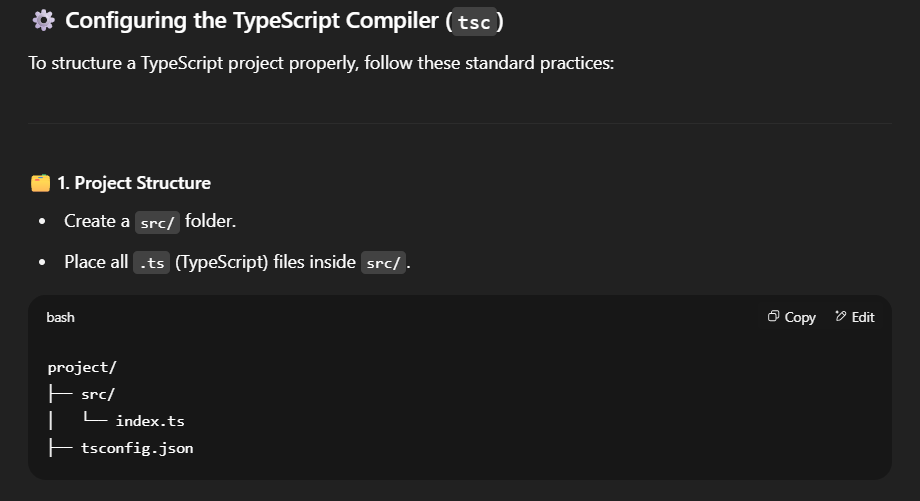 ⚙️ Configuring the TypeScript Compiler (tsc)
To structure a TypeScript project properly, follow these standard practices:
🗂️ 1. Project Structure
• Create a src/ folder.
• Place all .ts (TypeScript) files inside src/.
bash Copy Edit
project/
├── src/
│   └── index.ts
├── tsconfig.json